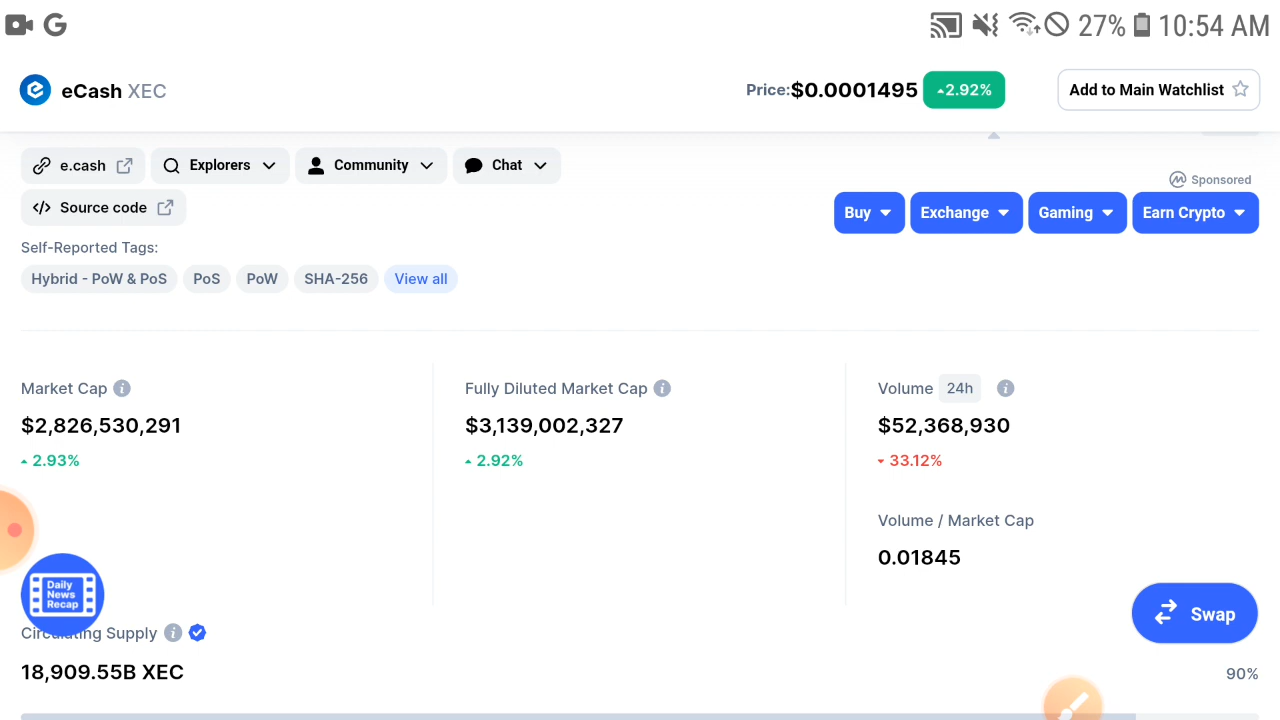 27% 10:54 AM
eCash XEC
Price:$0.0001495 2.92%
Add to Main Watchlist
e.cash
Explorers
Community
Chat
Sponsored
Source code
Buy
Exchange
Gaming
Earn Crypto
Self-Reported Tags:
Hybrid - PoW & PoS
PoS
PoW
SHA-256
View all
Market Cap
$2,826,530,291
2.93%
Fully Diluted Market Cap
$3,139,002,327
2.92%
Volume 24h
$52,368,930
33.12%
Volume / Market Cap
0.01845
Daily
News
Recap
Circulating Supply
18,909.55B XEC
90%
Swap